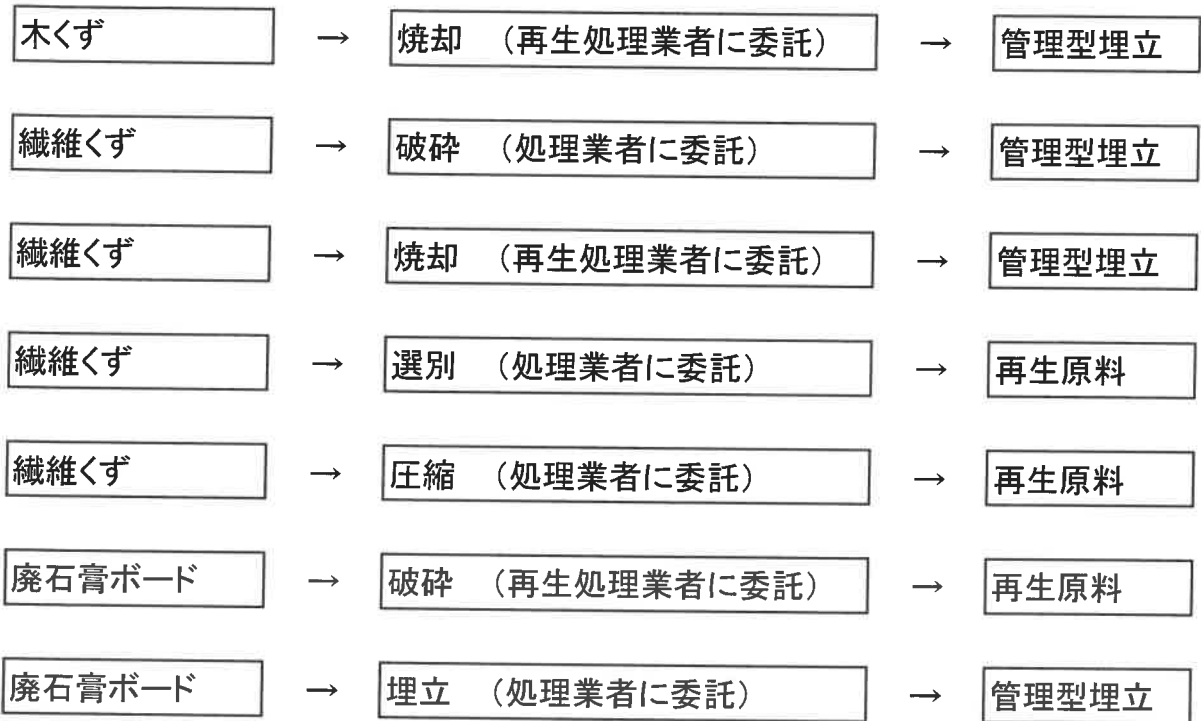 木くず → 焼却 （再生処理業者に委託） → 管理型埋立
繊維くず → 破砕 （処理業者に委託） → 管理型埋立
繊維くず → 焼却 （再生処理業者に委託） → 管理型埋立
繊維くず → 選別 （処理業者に委託） → 再生原料
繊維くず → 圧縮 （処理業者に委託） → 再生原料
廃石膏ボード → 破砕 （再生処理業者に委託） → 再生原料
廃石膏ボード → 埋立 （処理業者に委託） → 管理型埋立